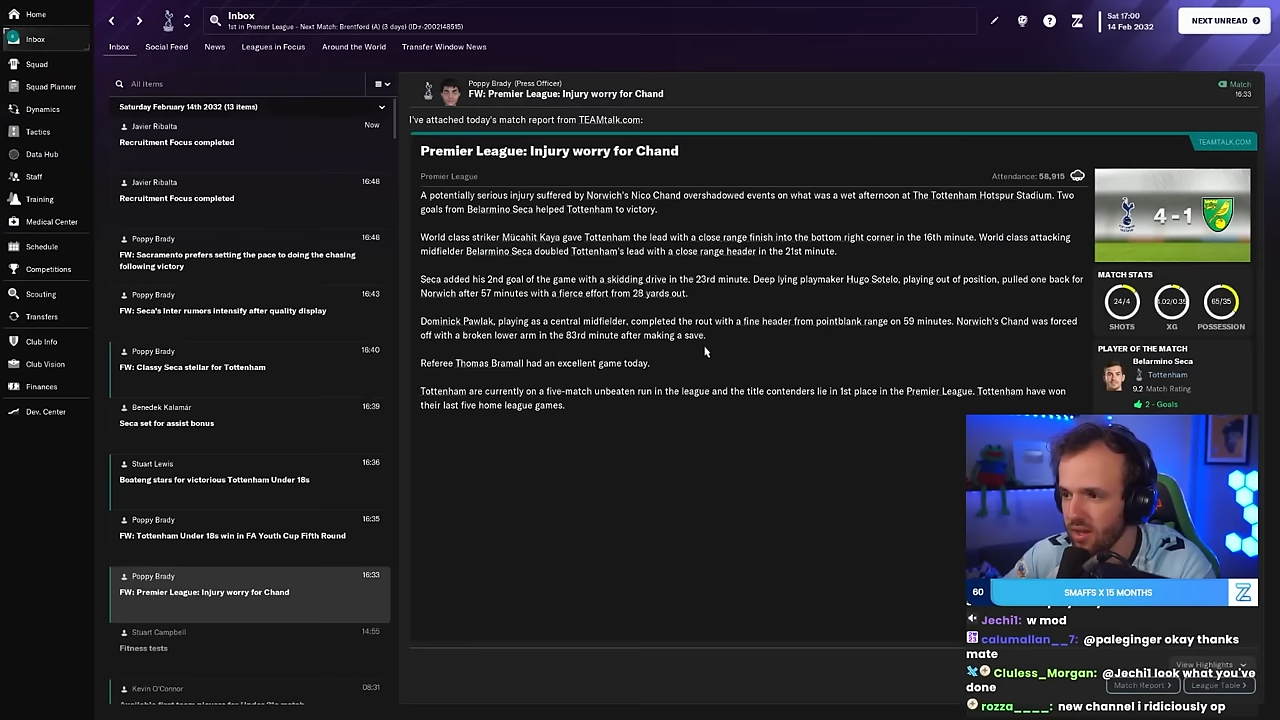 Home
Inbox
Squad
Squad Planner
Dynamics
Tactics
Data Hub
Staff
Training
Medical Center
Schedule
Competitions
Scouting
Transfers
Club Info
Club Vision
Finances
Dev. Center
Inbox
1st in Premier League - Next Match: Brentford (A) (3 days) (ID:r-2002148515)
Sat 17:00
14 Feb 2032
NEXT UNREAD
Inbox
Social Feed
News
Leagues in Focus
Around the World
Transfer Window News
All Items
Saturday February 14th 2032 (13 items)
Javier Ribalta
Now
Recruitment Focus completed
Javier Ribalta
16:48
Recruitment Focus completed
Poppy Brady
16:48
FW: Sacramento prefers setting the pace to doing the chasing
following victory
Poppy Brady
16:43
FW: Seca's Inter rumors intensify after quality display
Poppy Brady
16:40
FW: Classy Seca stellar for Tottenham
Benedek Kalamár
16:39
Seca set for assist bonus
Stuart Lewis
16:36
Boateng stars for victorious Tottenham Under 18s
Poppy Brady
16:35
FW: Tottenham Under 18s win in FA Youth Cup Fifth Round
Poppy Brady
16:33
FW: Premier League: Injury worry for Chand
Stuart Campbell
14:55
Fitness tests
Kevin O'Connor
08:31
Available first team players for Under 21s match
Poppy Brady (Press Officer)
FW: Premier League: Injury worry for Chand
Match
16:33
I've attached today's match report from TEAMtalk.com:
TEAMTALK.COM
Premier League: Injury worry for Chand
Premier League
Attendance: 58,915
A potentially serious injury suffered by Norwich's Nico Chand overshadowed events on what was a wet afternoon at The Tottenham Hotspur Stadium. Two
goals from Belarmino Seca helped Tottenham to victory.
World class striker Mücahit Kaya gave Tottenham the lead with a close range finish into the bottom right corner in the 16th minute. World class attacking
midfielder Belarmino Seca doubled Tottenham's lead with a close range header in the 21st minute.
Seca added his 2nd goal of the game with a skidding drive in the 23rd minute. Deep lying playmaker Hugo Sotelo, playing out of position, pulled one back for
Norwich after 57 minutes with a fierce effort from 28 yards out.
Dominick Pawlak, playing as a central midfielder, completed the rout with a fine header from pointblank range on 59 minutes. Norwich's Chand was forced
off with a broken lower arm in the 83rd minute after making a save.
Referee Thomas Bramall had an excellent game today.
Tottenham are currently on a five-match unbeaten run in the league and the title contenders lie in 1st place in the Premier League. Tottenham have won
their last five home league games.
4 - 1
MATCH STATS
24/4
65/35
SHOTS
XG
POSSESSION
PLAYER OF THE MATCH
Belarmino Seca
Tottenham
9.2 Match Rating
2 - Goals
60
SMAFFS X 15 MONTHS
Z
Jechi1: w mod
calumallan__7: @paleginger okay thanks
mate
Cluless_Morgan: @Jechi1 look what you've
done
rozza____: new channel i ridiciously op
View Highlights
Match Report
League Table